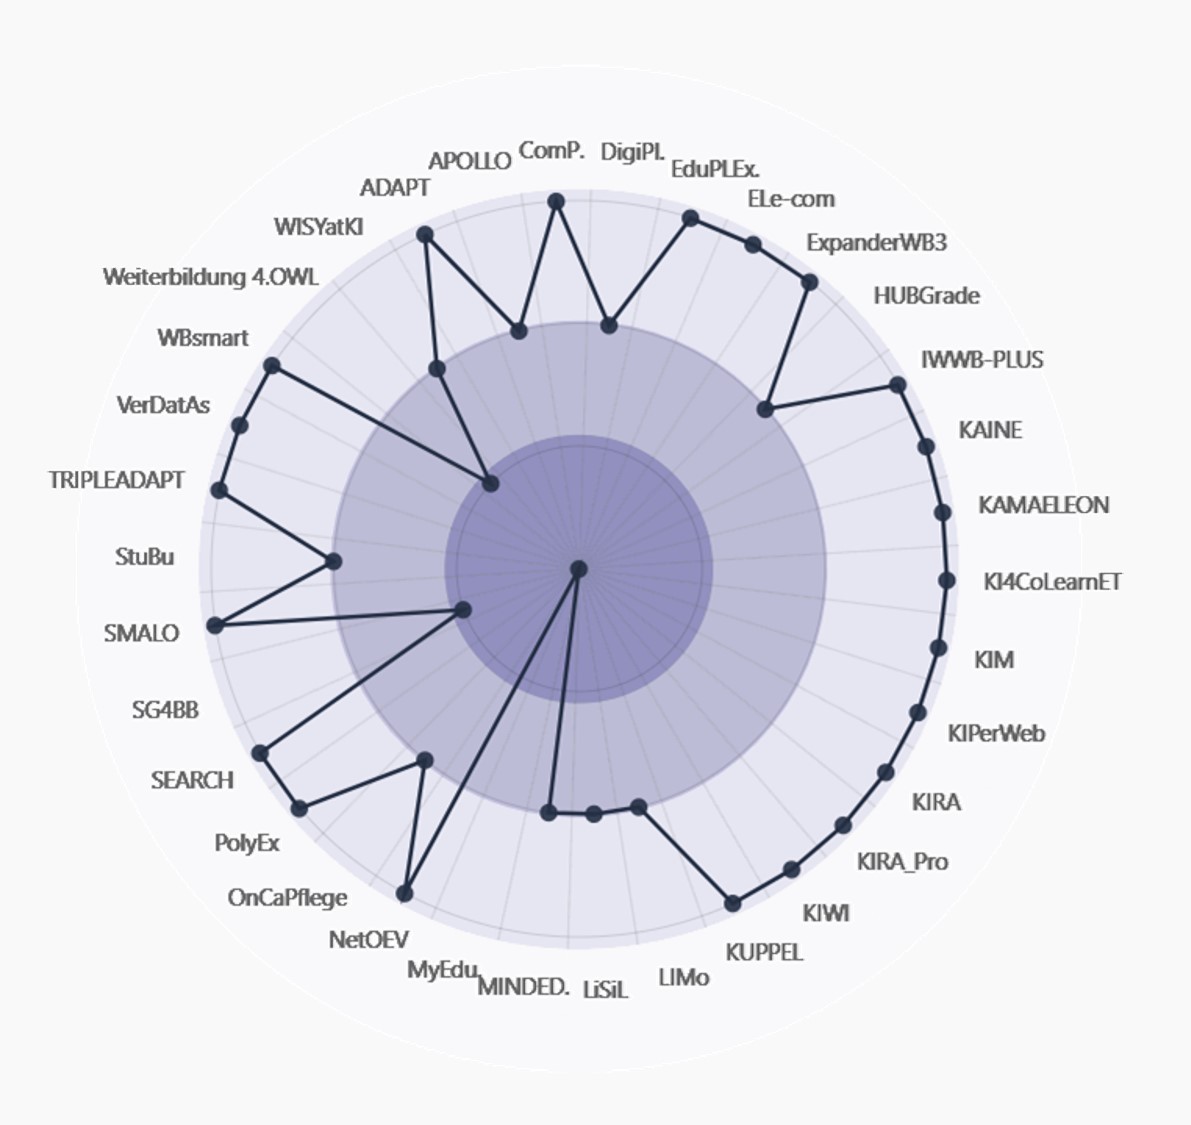 ComP.
DigiPl.
APOLLO
EduPLEx.
ADAPT
ELe-com
WISYatKI
ExpanderWB3
Weiterbildung 4.OWL
HUBGrade
WBsmart
IWWB-PLUS
VerDatAs
KAINE
TRIPLEADAPT
KAMAELEON
StuBu
KI4CoLearnET
SMALO
KIM
SG4BB
KIPerWeb
SEARCH
KIRA
PolyEx
KIRA_Pro
OnCaPflege
KIWI
NetOEV
KUPPEL
MyEdu.
LIMo
MINDED.
LiSiL